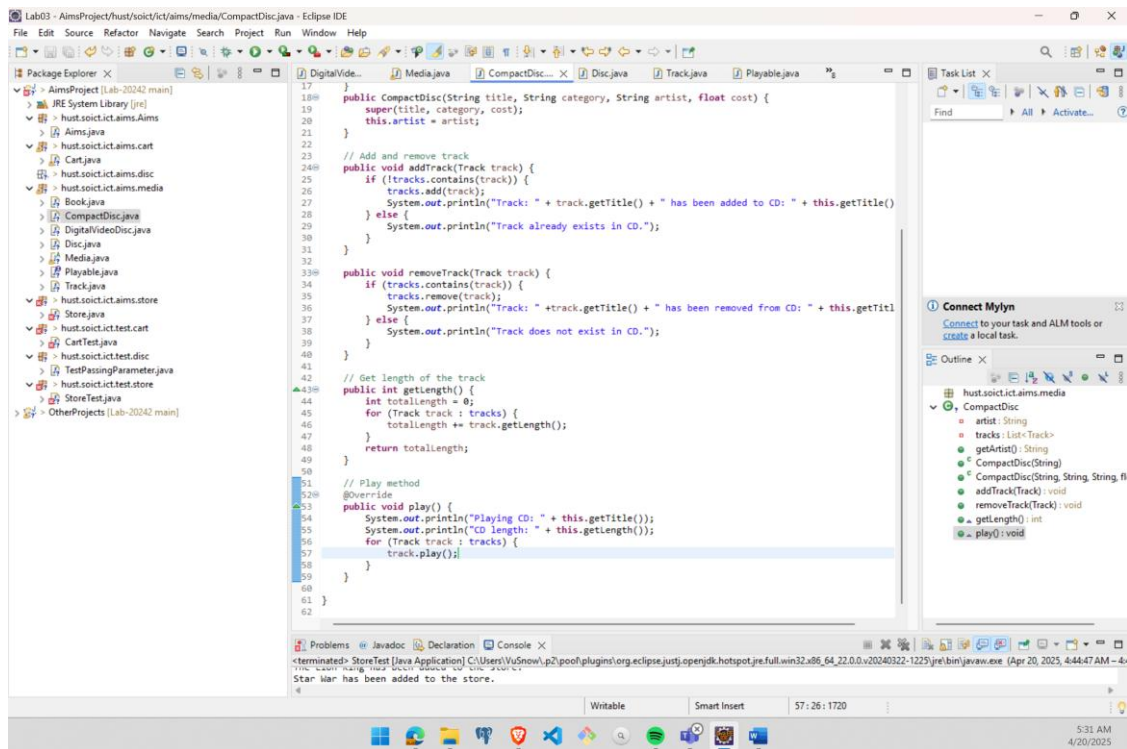 Lab03 - AimsProject/hust/soict/ict/aims/media/CompactDisc.java - Eclipse IDE
File Edit Source Refactor Navigate Search Project Run Window Help
Package Explorer
AimsProject [Lab-20242 main]
JRE System Library [jre]
> hust.soict.ict.aims.Aims
> Aims.java
> hust.soict.ict.aims.cart
> Cart.java
> hust.soict.ict.aims.disc
> hust.soict.ict.aims.media
> Book.java
> CompactDisc.java
> DigitalVideoDisc.java
> Disc.java
> Media.java
> Playable.java
> Track.java
> hust.soict.ict.aims.store
> Store.java
> hust.soict.ict.test.cart
> CartTest.java
> hust.soict.ict.test.disc
> TestPassingParameter.java
> hust.soict.ict.test.store
> StoreTest.java
> OtherProjects [Lab-20242 main]
DigitalVide... Media.java CompactDisc.... Disc.java Track.java Playable.java
17 }
18 public CompactDisc(String title, String category, String artist, float cost) {
19 super(title, category, cost);
20 this.artist = artist;
21 }
22
23 // Add and remove track
24 public void addTrack(Track track) {
25 if (!tracks.contains(track)) {
26 tracks.add(track);
27 System.out.println("Track: " + track.getTitle() + " has been added to CD: " + this.getTitle()
28 } else {
29 System.out.println("Track already exists in CD.");
30 }
31 }
32
33 public void removeTrack(Track track) {
34 if (tracks.contains(track)) {
35 tracks.remove(track);
36 System.out.println("Track: " +track.getTitle() + " has been removed from CD: " + this.getTitl
37 } else {
38 System.out.println("Track does not exist in CD.");
39 }
40 }
41
42 // Get length of the track
43 public int getLength() {
44 int totalLength = 0;
45 for (Track track : tracks) {
46 totalLength += track.getLength();
47 }
48 return totalLength;
49 }
50
51 // Play method
52 @Override
53 public void play() {
54 System.out.println("Playing CD: " + this.getTitle());
55 System.out.println("CD length: " + this.getLength());
56 for (Track track : tracks) {
57 track.play();
58 }
59 }
60
61 }
62
Task List
Find All Activate...
Connect Mylyn
Connect to your task and ALM tools or
create a local task.
Outline
hust.soict.ict.aims.media
CompactDisc
artist : String
tracks : List<Track>
getArtist() : String
CompactDisc(String)
CompactDisc(String, String, String, fl
addTrack(Track) : void
removeTrack(Track) : void
getLength() : int
play() : void
Problems Javadoc Declaration Console
<terminated> StoreTest [Java Application] C:\Users\VuSnow\.p2\pool\plugins\org.eclipse.justj.openjdk.hotspot.jre.full.win32.x86_64_22.0.0.v20240322-1225\jre\bin\javaw.exe (Apr 20, 2025, 4:44:47 AM – 4:
The Lion King has been added to the store.
Star War has been added to the store.
Writable Smart Insert 57 : 26 : 1720
5:31 AM
4/20/2025